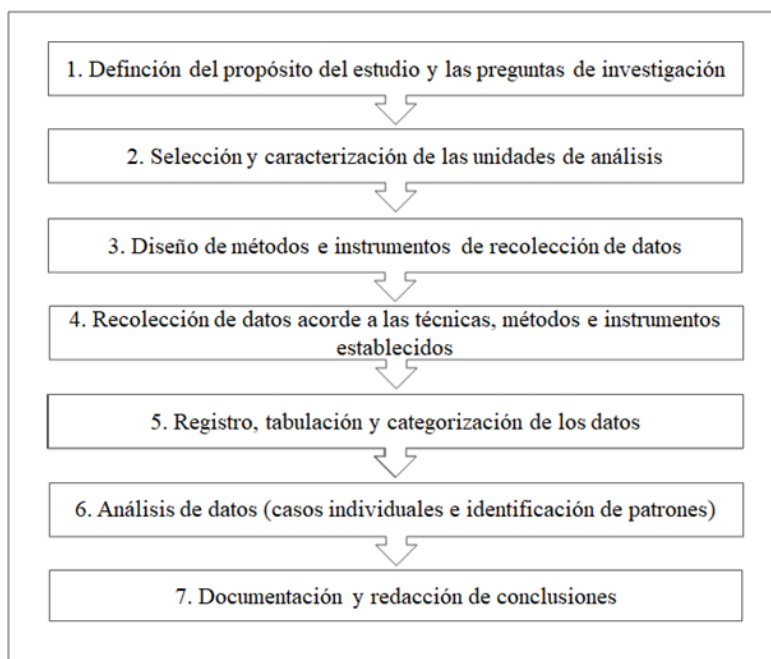 1. Definción del propósito del estudio y las preguntas de investigación
2. Selección y caracterización de las unidades de análisis
3. Diseño de métodos e instrumentos de recolección de datos
4. Recolección de datos acorde a las técnicas, métodos e instrumentos
establecidos
5. Registro, tabulación y categorización de los datos
6. Análisis de datos (casos individuales e identificación de patrones)
7. Documentación y redacción de conclusiones